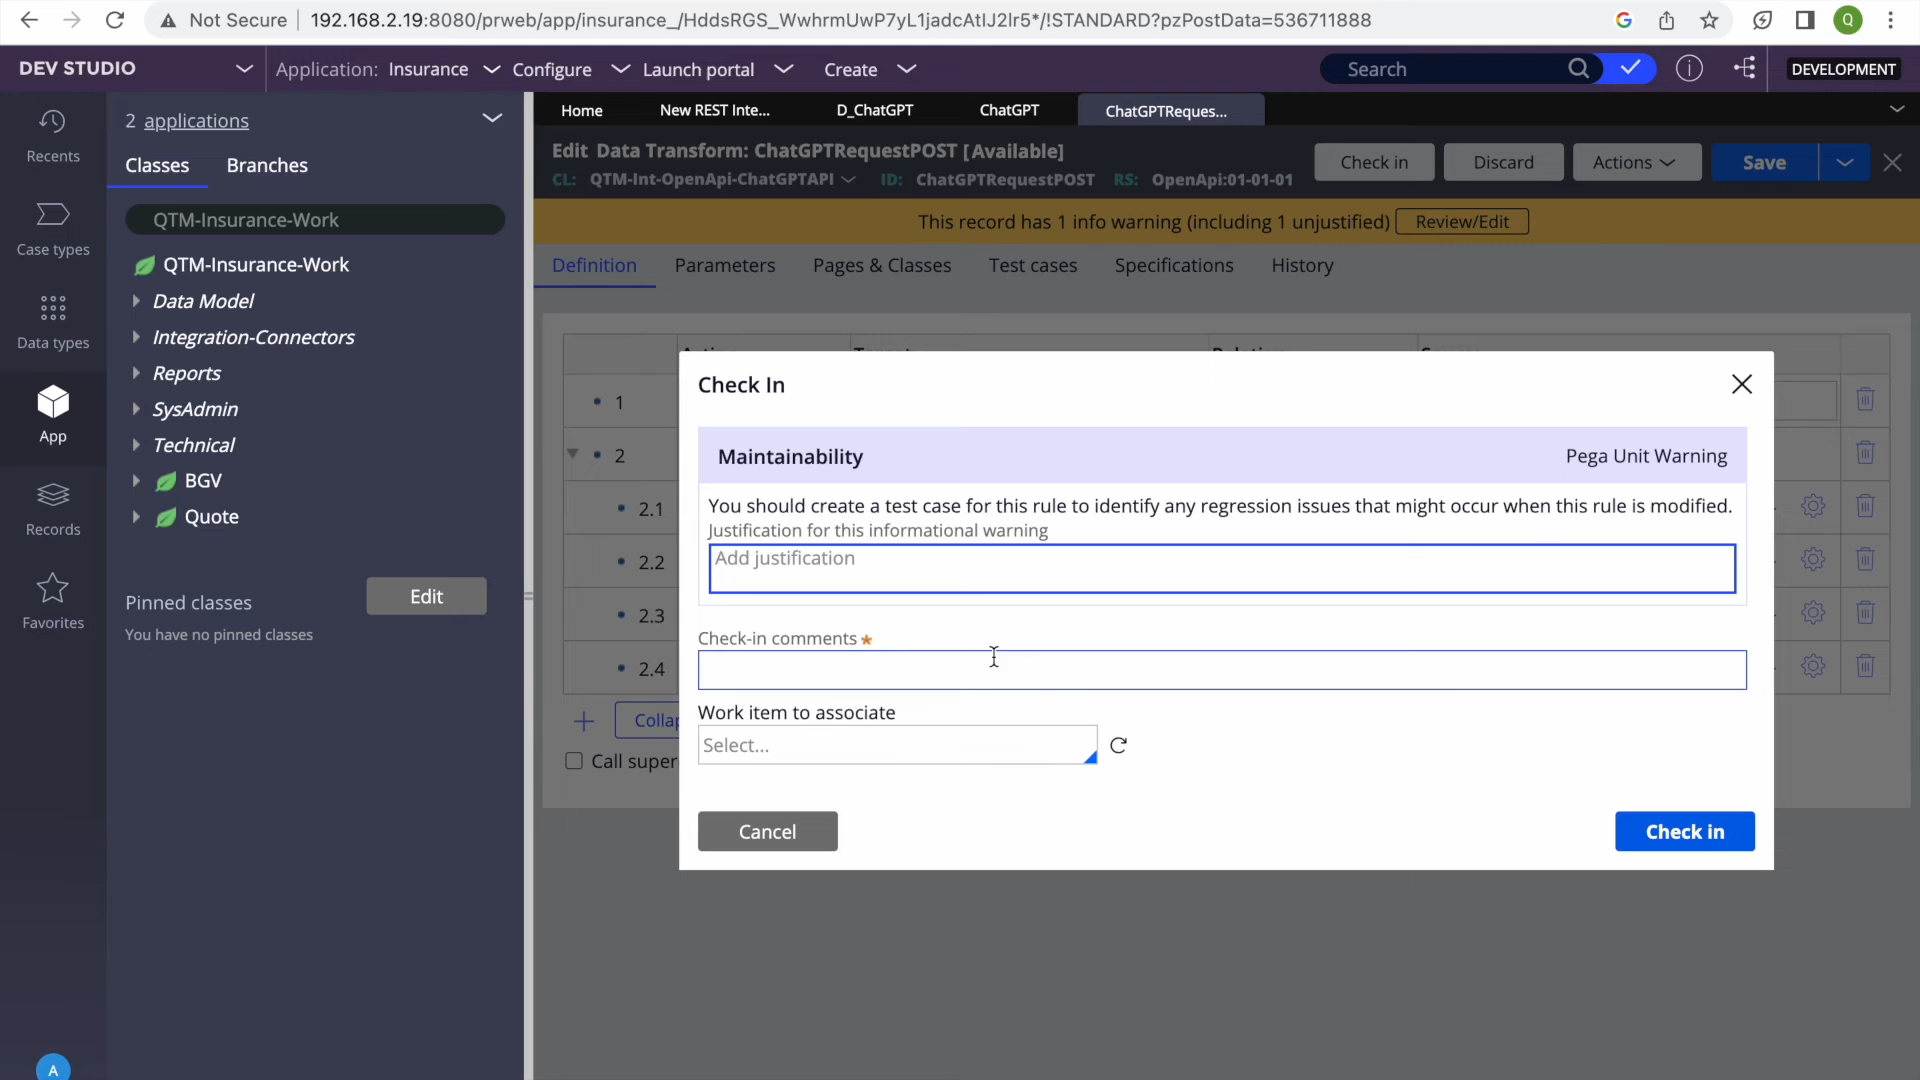 Not Secure 192.168.2.19:8080/prweb/app/insurance_/HddsRGS_WwhrmUwP7yL1jadcAtIJ2Ir5*/!STANDARD?pzPostData=536711888 Q
DEV STUDIO Application: Insurance Configure Launch portal Create Search DEVELOPMENT
Recents
Case types
Data types
App
Records
Favorites
A
2 applications
Classes Branches
QTM-Insurance-Work
QTM-Insurance-Work
Data Model
Integration-Connectors
Reports
SysAdmin
Technical
BGV
Quote
Pinned classes Edit
You have no pinned classes
Home New REST Inte... D_ChatGPT ChatGPT ChatGPTReques...
Edit Data Transform: ChatGPTRequestPOST [Available] Check in Discard Actions Save
CL: QTM-Int-OpenApi-ChatGPTAPI ID: ChatGPTRequestPOST RS: OpenApi:01-01-01
This record has 1 info warning (including 1 unjustified) Review/Edit
Definition Parameters Pages & Classes Test cases Specifications History
1
2
2.1
2.2
2.3
2.4
Collap
Call super
Check In
Maintainability Pega Unit Warning
You should create a test case for this rule to identify any regression issues that might occur when this rule is modified.
Justification for this informational warning
Add justification
Check-in comments *
Work item to associate
Select...
Cancel Check in